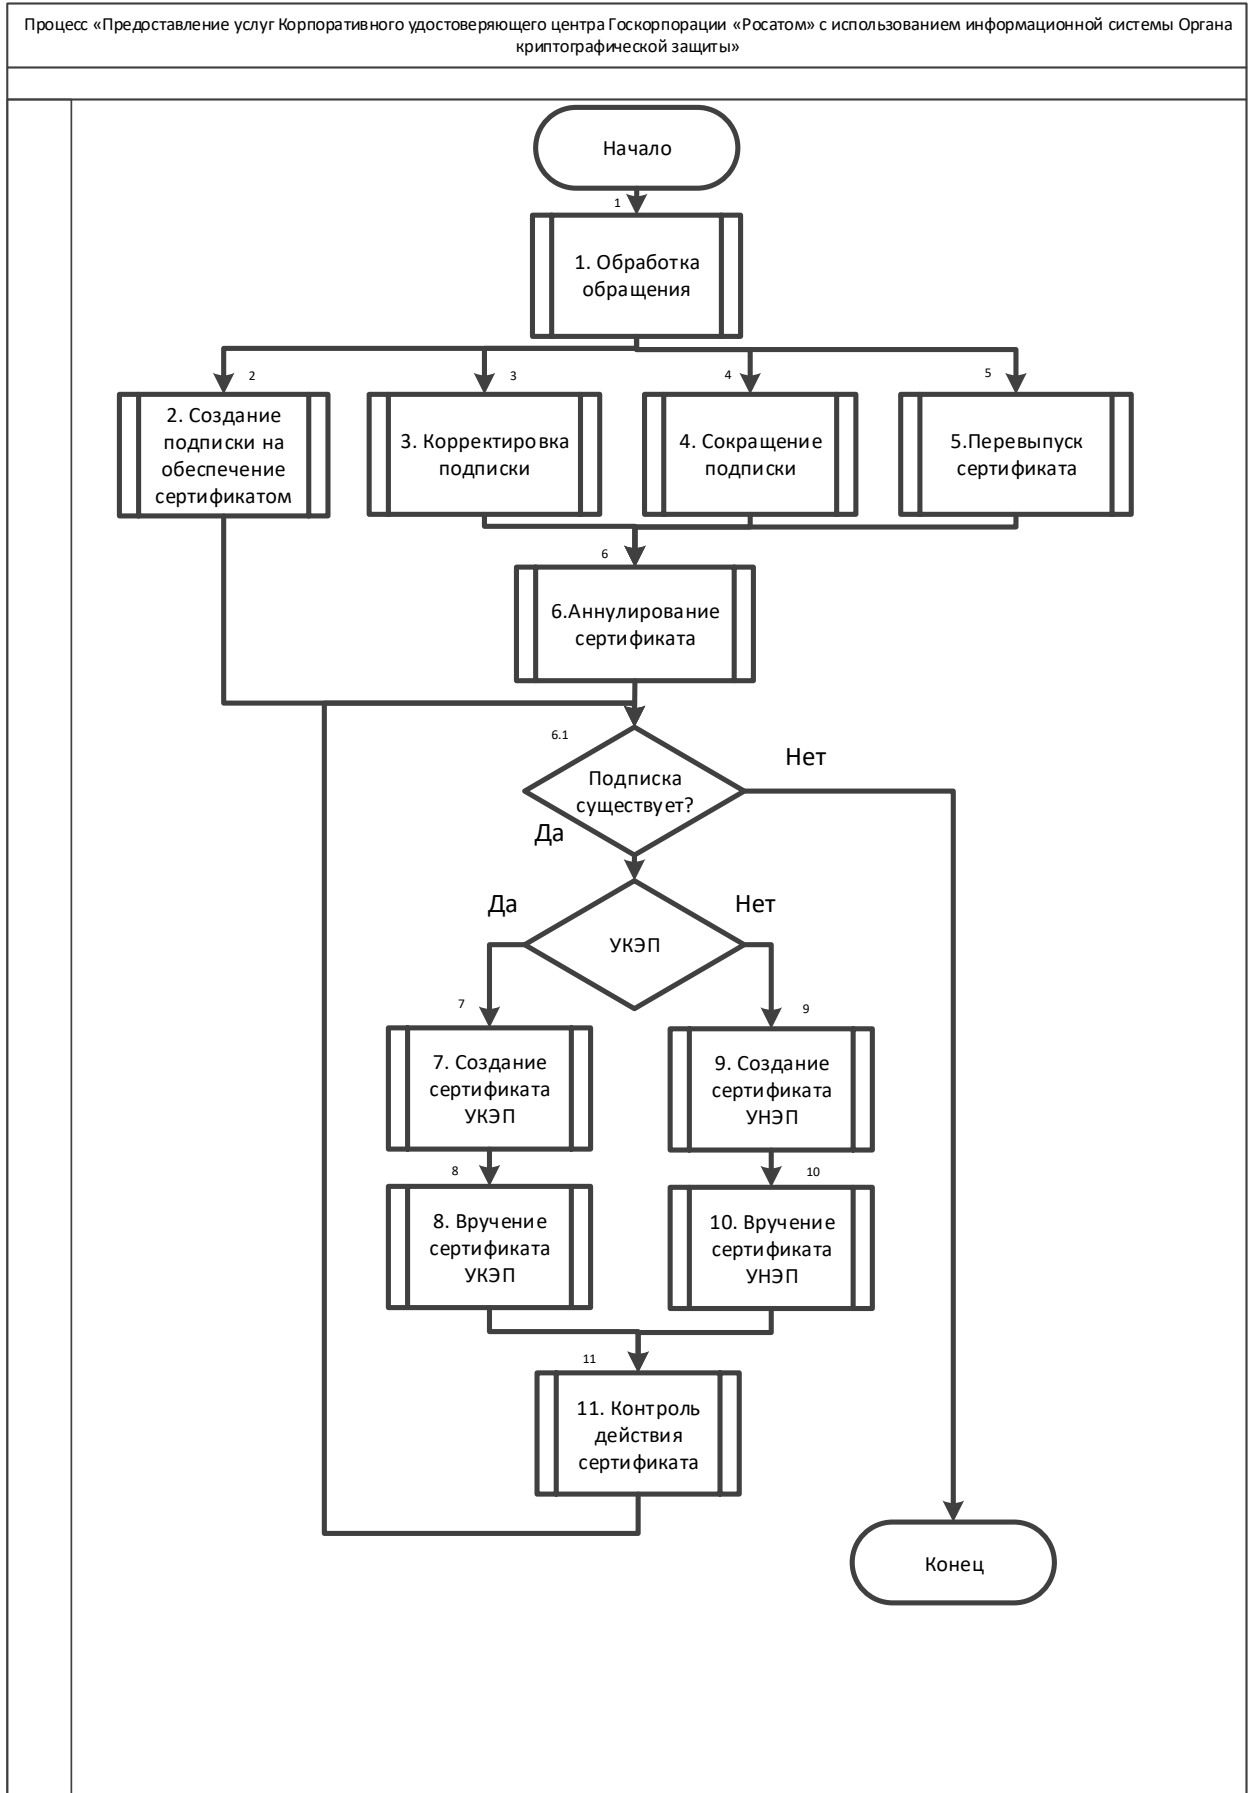 Процесс «Предоставление услуг Корпоративного удостоверяющего центра Госкорпорации «Росатом» с использованием информационной системы Органа
криптографической защиты»
Начало
1
1. Обработка
обращения
2
3
4
5
2. Создание
подписки на
обеспечение
сертификатом
3. Корректировка
подписки
4. Сокращение
подписки
5.Перевыпуск
сертификата
6
6.Аннулирование
сертификата
6.1
Подписка
существует?
Нет
Да
УКЭП
Да
Нет
7
9
7. Создание
сертификата
УКЭП
9. Создание
сертификата
УНЭП
8
10
8. Вручение
сертификата
УКЭП
10. Вручение
сертификата
УНЭП
11
11. Контроль
действия
сертификата
Конец